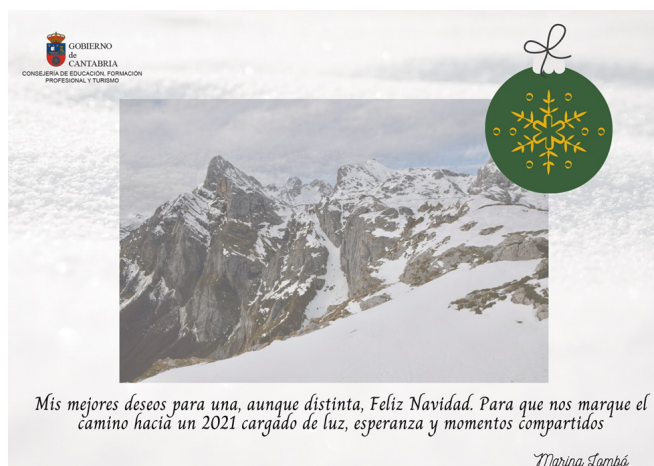 GOBIERNO
de
CANTABRIA
CONSEJERÍA DE EDUCACIÓN, FORMACIÓN
PROFESIONAL Y TURISMO
Mis mejores deseos para una, aunque distinta, Feliz Navidad. Para que nos marque el
camino hacia un 2021 cargado de luz, esperanza y momentos compartidos
Marina Lombó